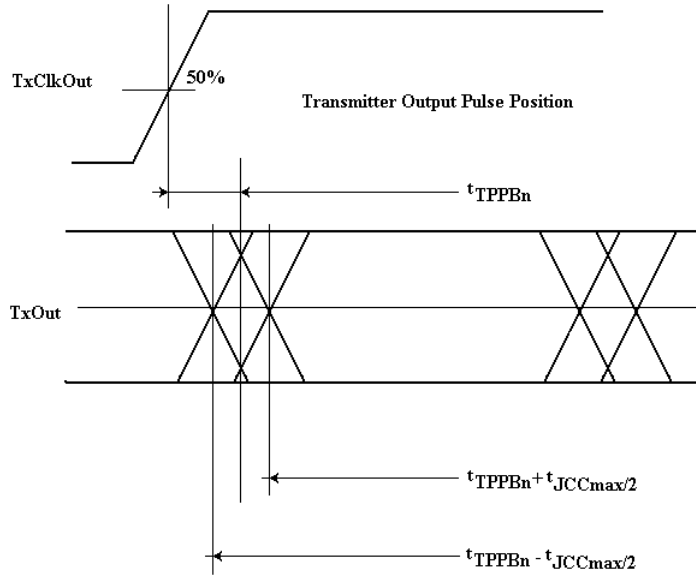 TxClkOut
50%
Transmitter Output Pulse Position
tTPPBn
TxOut
tTPPBn+tJCCmax/2
tTPPBn - tJCCmax/2